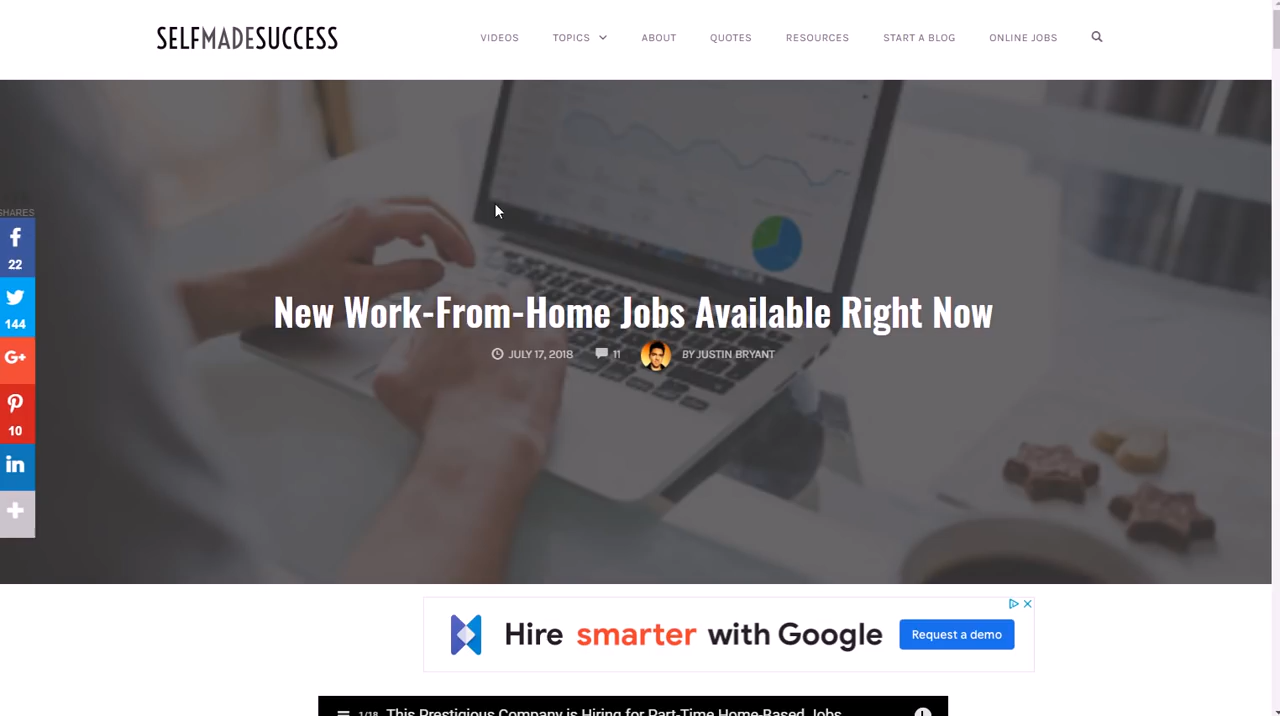 SELFMADESUCCESS
VIDEOS TOPICS ABOUT QUOTES RESOURCES START A BLOG ONLINE JOBS
SHARES
22
144
G+
10
in
New Work-From-Home Jobs Available Right Now
JULY 17, 2018 11 BY JUSTIN BRYANT
Hire smarter with Google Request a demo
1/18 This Prestigious Company is Hiring for Part-Time Home-Based Jobs